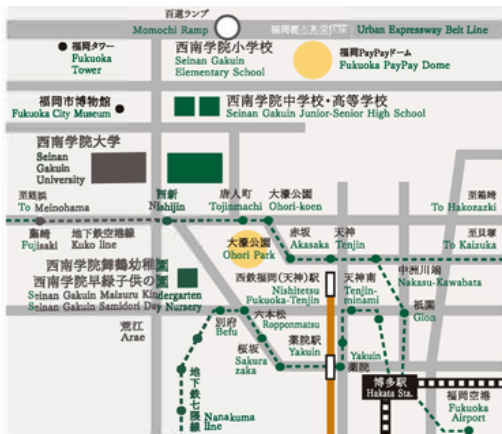 百道ランプ
Momochi Ramp
Urban Expressway Belt Line
福岡タワー
Fukuoka
Tower
西南学院小学校
Seinan Gakuin
Elementary School
福岡PayPayドーム
Fukuoka PayPay Dome
福岡市博物館
Fukuoka City Museum
西南学院中学校・高等学校
Seinan Gakuin Junior-Senior High School
西南学院大学
Seinan
Gakuin
University
至姪浜
To Meinohama
西新
Nishijin
唐人町
Tojinmachi
大濠公園
Ohori-koen
至箱崎
To Hakozazki
藤崎
Fujisaki
地下鉄空港線
Kuko line
大濠公園
Ohori Park
赤坂
Akasaka
天神
Tenjin
至貝塚
To Kaizuka
西南学院舞鶴幼稚園
西南学院早緑子供の園
Seinan Gakuin Maizuru Kindergarten
Seinan Gakuin Samidori Day Nursery
西鉄福岡(天神)駅
Nishitetsu
Fukuoka-Tenjin
天神南
Tenjin-
minami
中洲川端
Nakasu-Kawabata
祇園
Gion
荒江
Arae
別府
Befu
六本松
Ropponmatsu
桜坂
Sakura
zaka
薬院駅
Yakuin
Yakuin
薬院
博多駅
Hakata Sta.
福岡空港
Fukuoka
Airport
地下鉄七隈線
Nanakuma
line